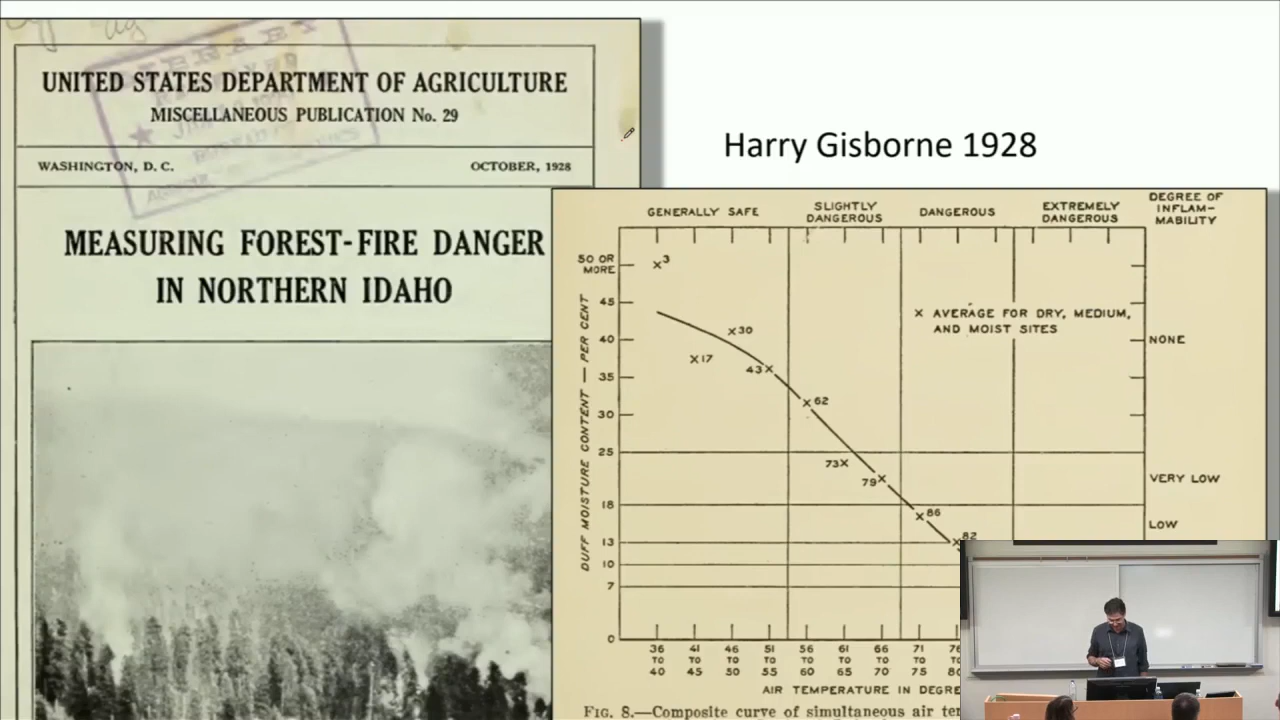 UNITED STATES DEPARTMENT OF AGRICULTURE
MISCELLANEOUS PUBLICATION No. 29
WASHINGTON, D. C. OCTOBER, 1928
MEASURING FOREST-FIRE DANGER
IN NORTHERN IDAHO
Harry Gisborne 1928
GENERALLY SAFE
SLIGHTLY
DANGEROUS
DANGEROUS
EXTREMELY
DANGEROUS
DEGREE OF
INFLAM-
MABILITY
DUFF MOISTURE CONTENT — PER CENT
50 OR
MORE
45
40
35
30
25
18
13
10
7
0
3
17
30
43
62
73
79
86
82
× AVERAGE FOR DRY, MEDIUM,
AND MOIST SITES
NONE
VERY LOW
LOW
36 41 46 51 56 61 66 71 76
TO TO TO TO TO TO TO TO TO
40 45 50 55 60 65 70 75 80
AIR TEMPERATURE IN DEGRE
FIG. 8.—Composite curve of simultaneous air